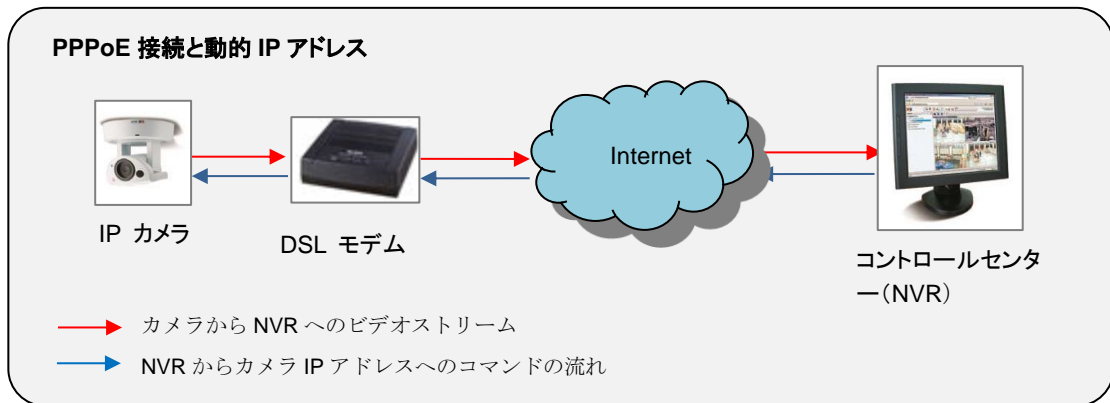 PPPoE 接続と動的 IP アドレス
Internet
IP カメラ
DSL モデム
コントロールセンタ
ー(NVR)
カメラから NVR へのビデオストリーム
NVR からカメラ IP アドレスへのコマンドの流れ